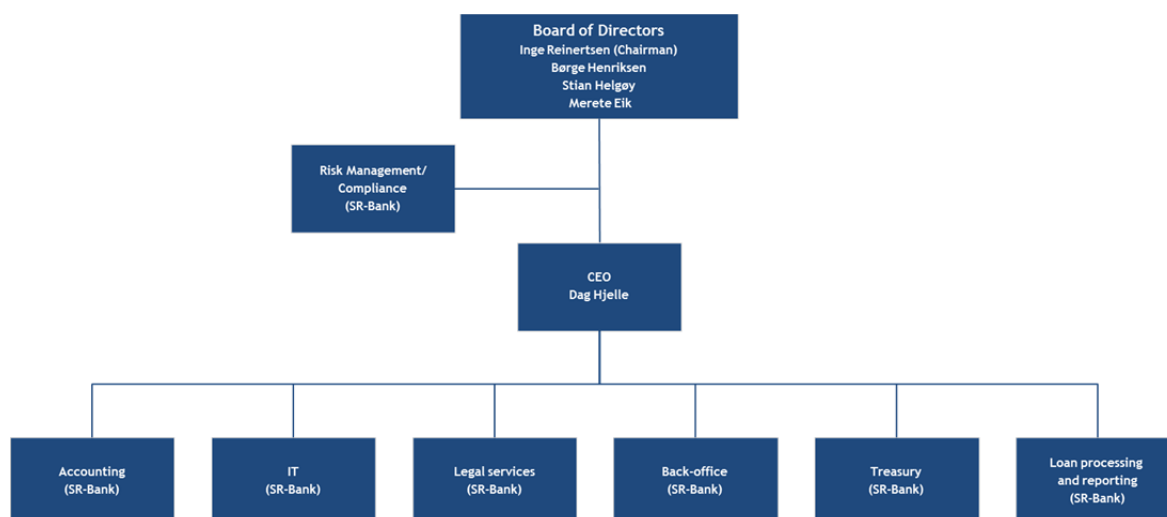 Board of Directors
Inge Reinertsen (Chairman)
Børge Henriksen
Stian Helgøy
Merete Eik
Risk Management/
Compliance
(SR-Bank)
CEO
Dag Hjelle
Accounting
(SR-Bank)
IT
(SR-Bank)
Legal services
(SR-Bank)
Back-office
(SR-Bank)
Treasury
(SR-Bank)
Loan processing
and reporting
(SR-Bank)